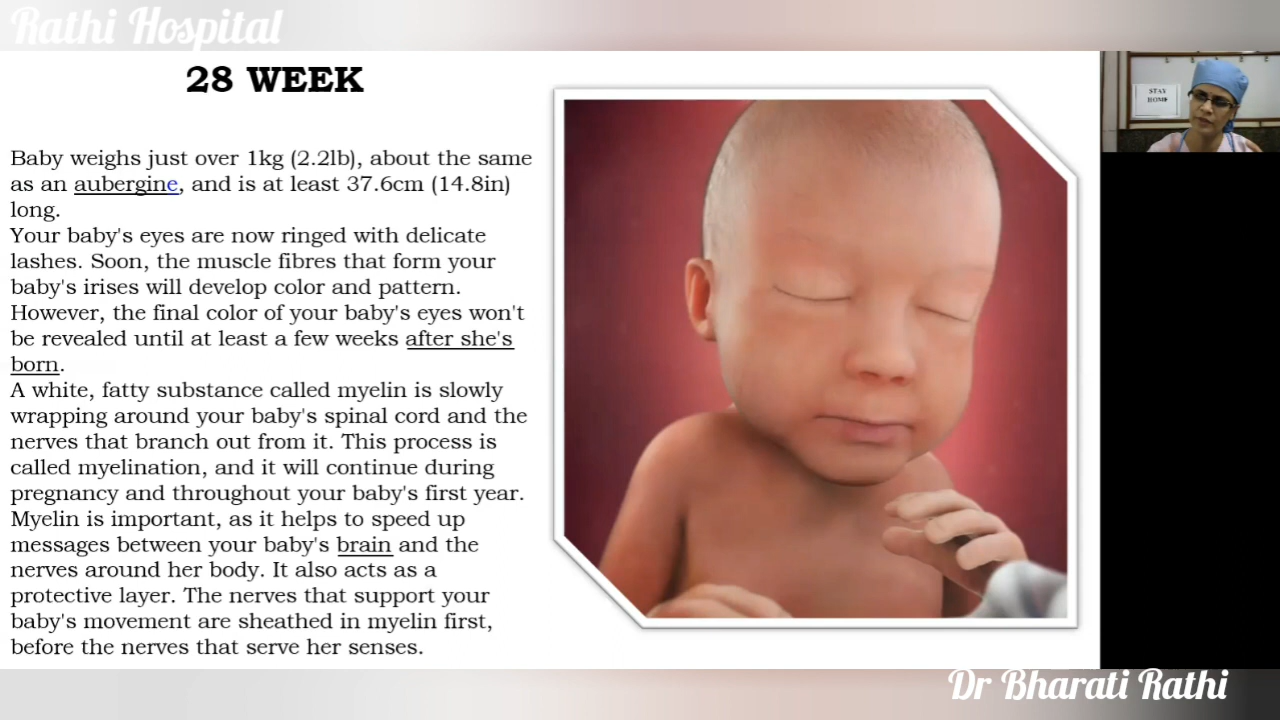 Rathi Hospital
28 WEEK
Baby weighs just over 1kg (2.2lb), about the same
as an aubergine, and is at least 37.6cm (14.8in)
long.
Your baby's eyes are now ringed with delicate
lashes. Soon, the muscle fibres that form your
baby's irises will develop color and pattern.
However, the final color of your baby's eyes won't
be revealed until at least a few weeks after she's
born.
A white, fatty substance called myelin is slowly
wrapping around your baby's spinal cord and the
nerves that branch out from it. This process is
called myelination, and it will continue during
pregnancy and throughout your baby's first year.
Myelin is important, as it helps to speed up
messages between your baby's brain and the
nerves around her body. It also acts as a
protective layer. The nerves that support your
baby's movement are sheathed in myelin first,
before the nerves that serve her senses.
STAY
HOME
Dr Bharati Rathi